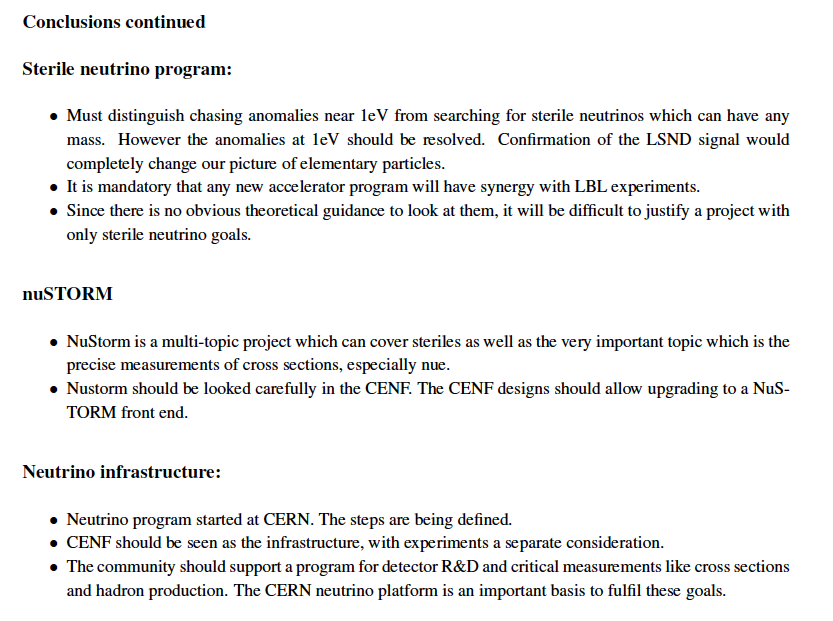 Conclusions continued
Sterile neutrino program:
• Must distinguish chasing anomalies near 1eV from searching for sterile neutrinos which can have any
mass. However the anomalies at 1eV should be resolved. Confirmation of the LSND signal would
completely change our picture of elementary particles.
• It is mandatory that any new accelerator program will have synergy with LBL experiments.
• Since there is no obvious theoretical guidance to look at them, it will be difficult to justify a project with
only sterile neutrino goals.
nuSTORM
• NuStorm is a multi-topic project which can cover steriles as well as the very important topic which is the
precise measurements of cross sections, especially nue.
• Nustorm should be looked carefully in the CENF. The CENF designs should allow upgrading to a NuS-
TORM front end.
Neutrino infrastructure:
• Neutrino program started at CERN. The steps are being defined.
• CENF should be seen as the infrastructure, with experiments a separate consideration.
• The community should support a program for detector R&D and critical measurements like cross sections
and hadron production. The CERN neutrino platform is an important basis to fulfil these goals.